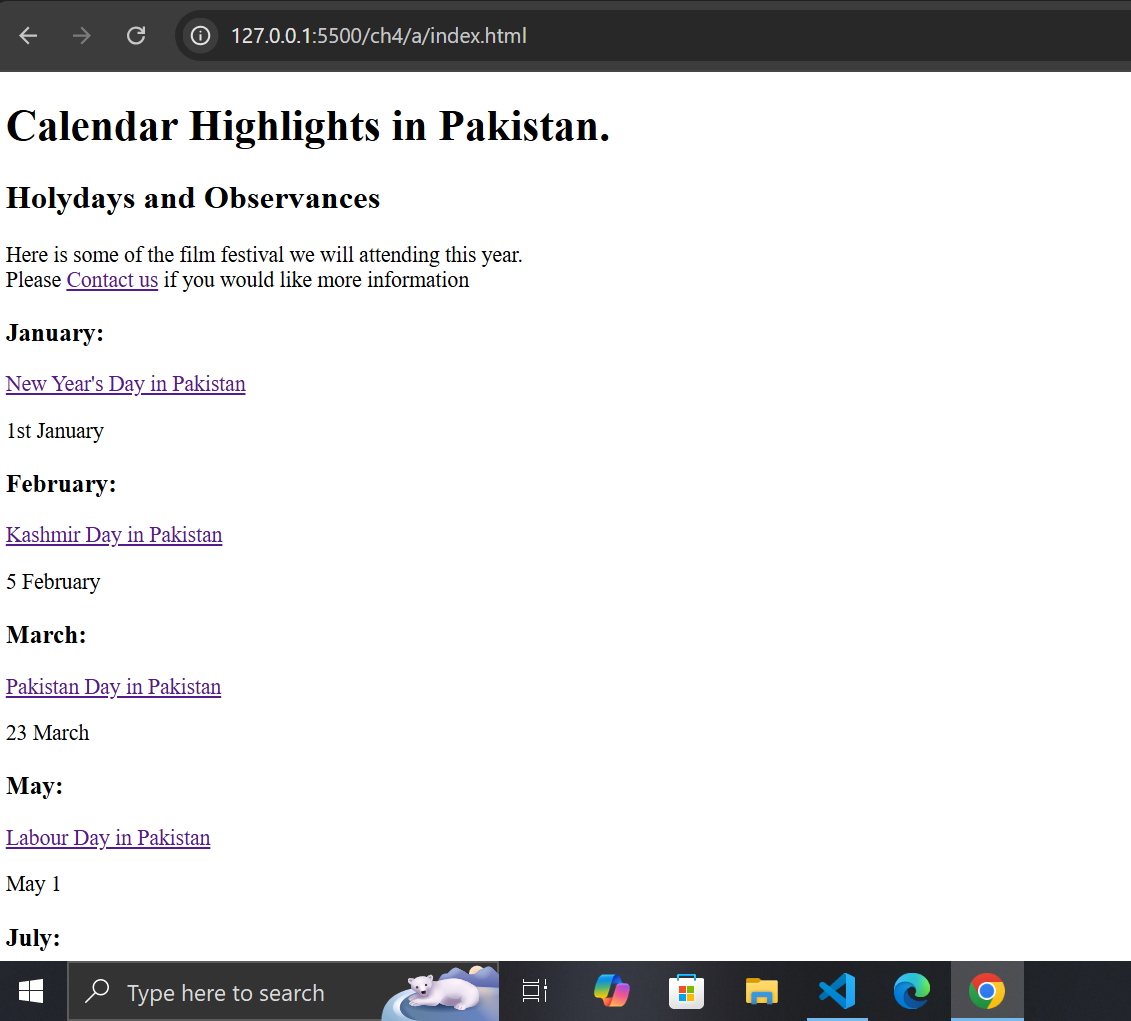 127.0.0.1:5500/ch4/a/index.html
Calendar Highlights in Pakistan.
Holydays and Observances
Here is some of the film festival we will attending this year.
Please Contact us if you would like more information
January:
New Year's Day in Pakistan
1st January
February:
Kashmir Day in Pakistan
5 February
March:
Pakistan Day in Pakistan
23 March
May:
Labour Day in Pakistan
May 1
July:
Type here to search